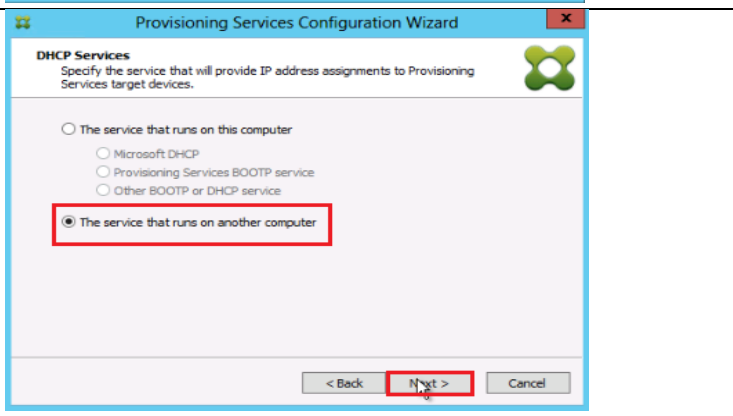 Provisioning Services Configuration Wizard
x
DHCP Services
Specify the service that will provide IP address assignments to Provisioning
Services target devices.
The service that runs on this computer
Microsoft DHCP
Provisioning Services BOOTP service
Other BOOTP or DHCP service
The service that runs on another computer
< Back Next > Cancel